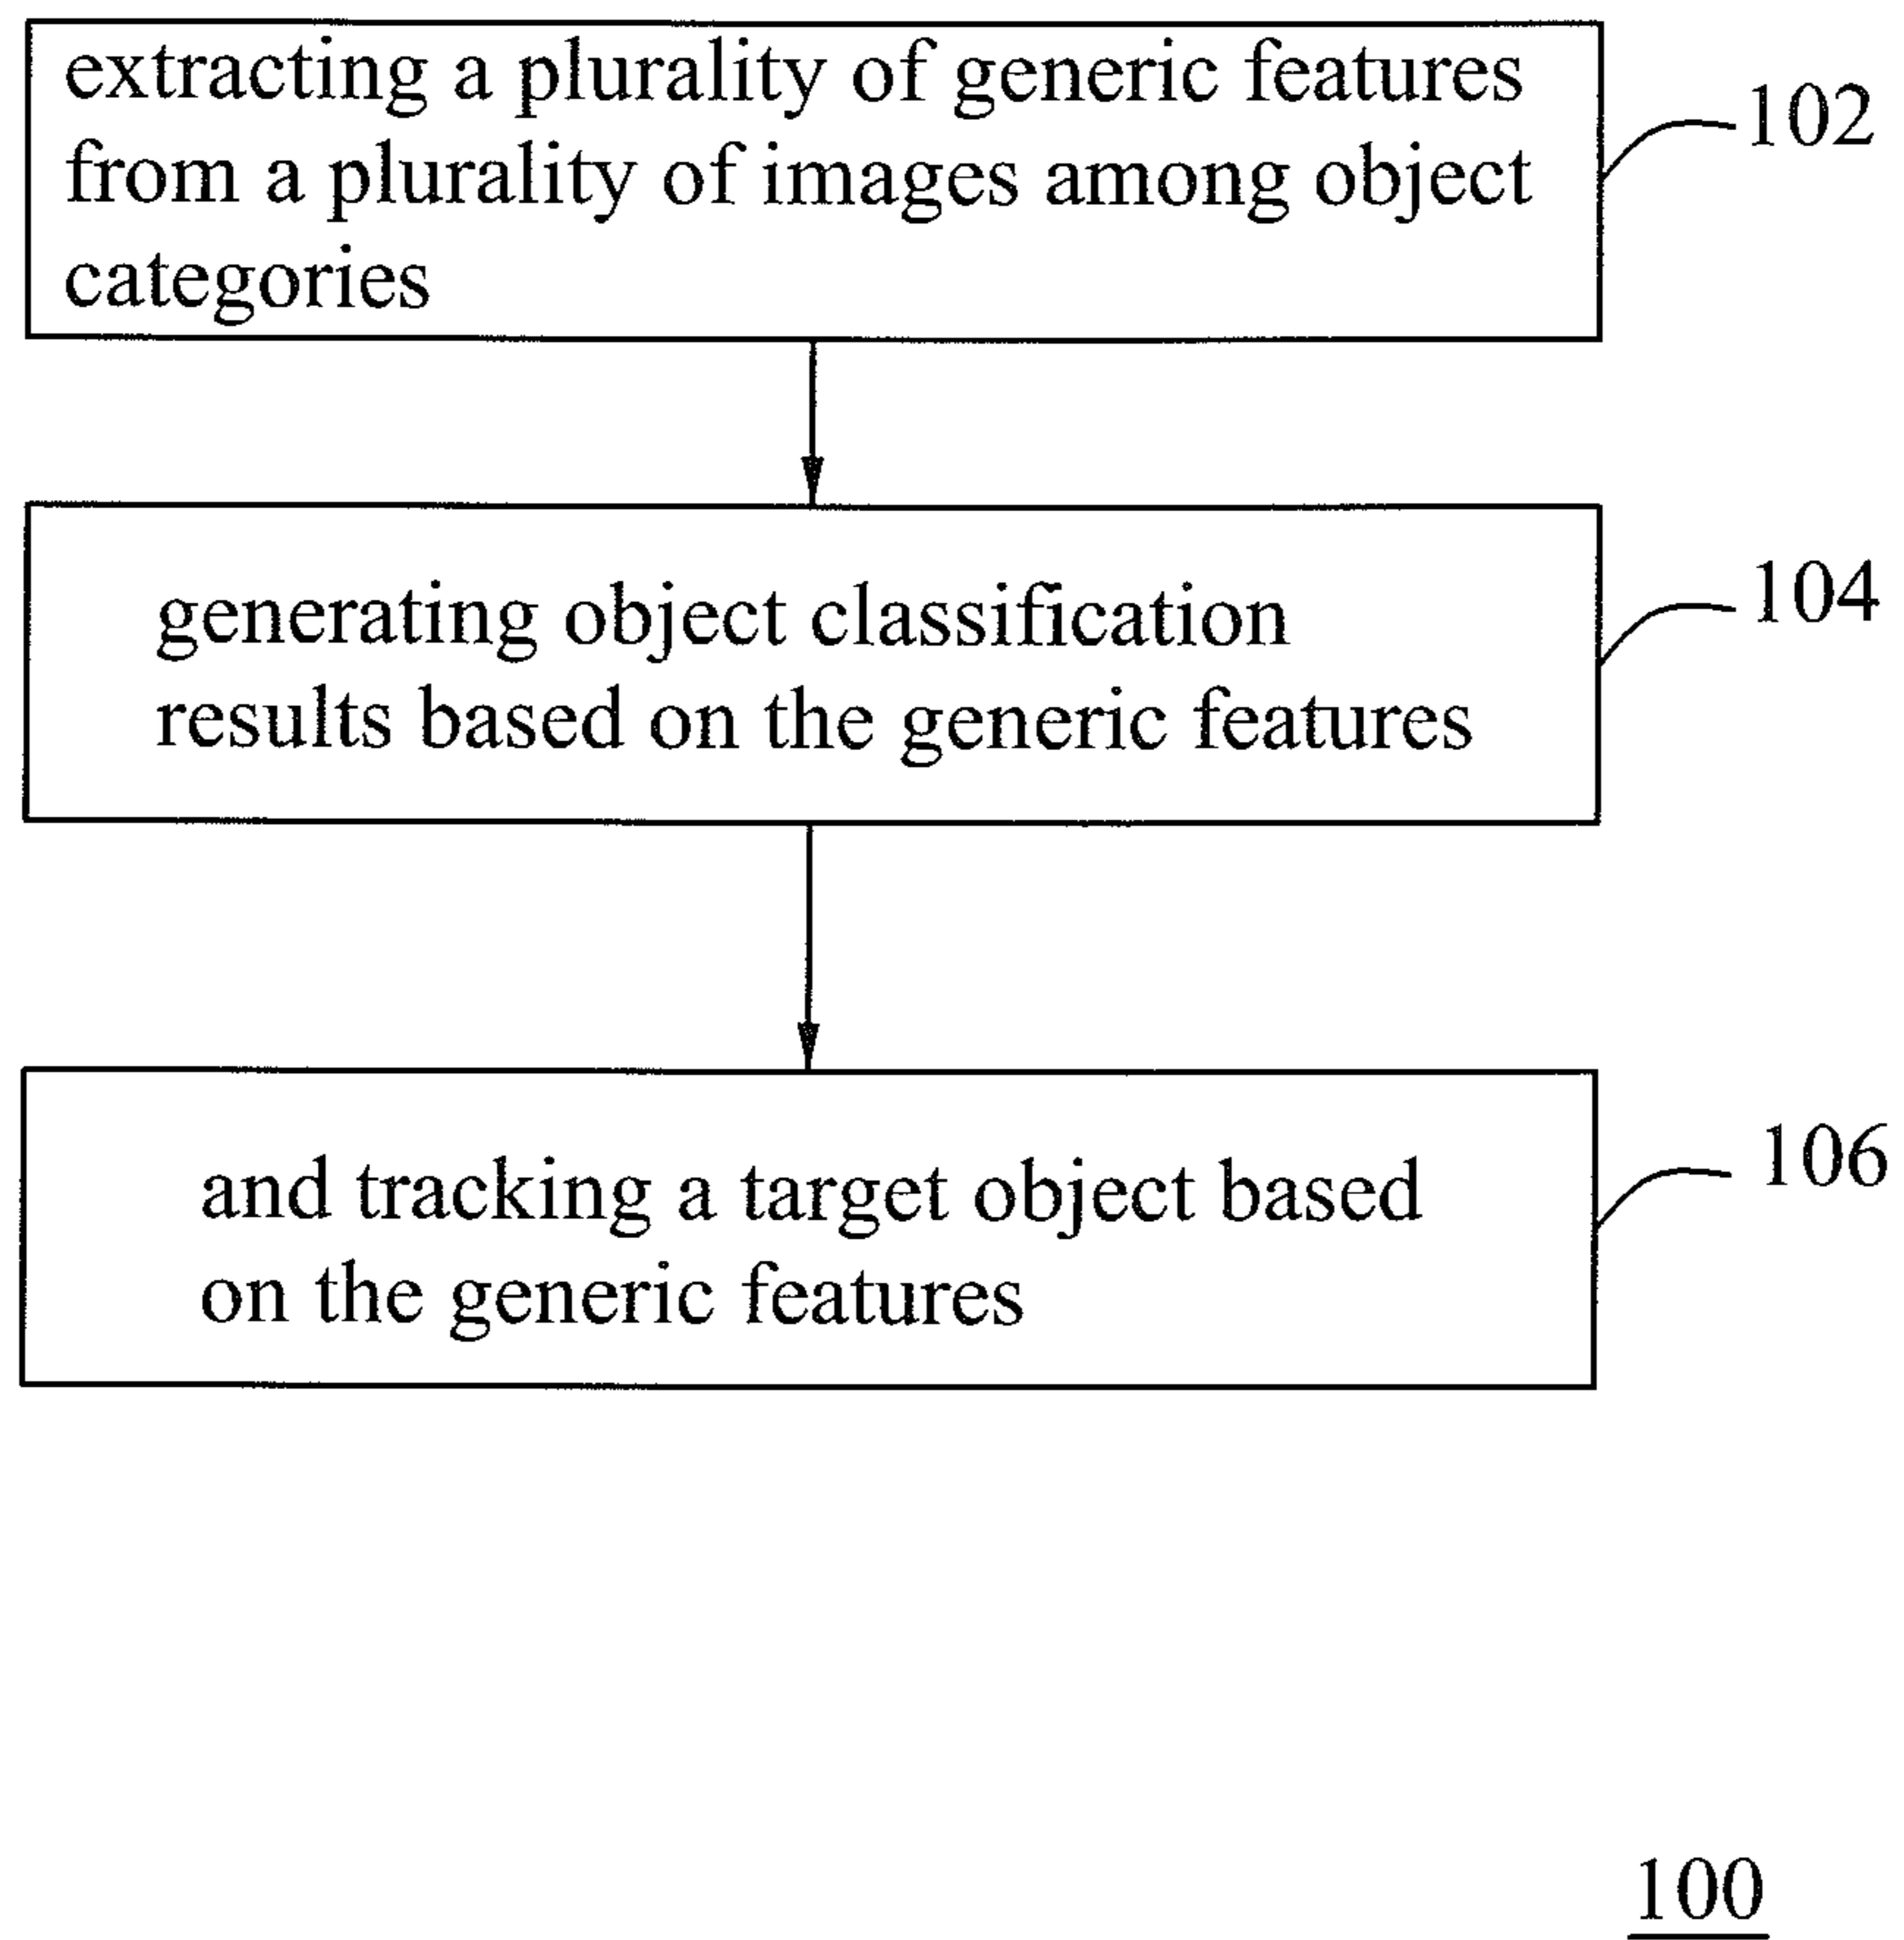 extracting a plurality of generic features
from a plurality of images among object
categories
102
generating object classification
results based on the generic features
104
and tracking a target object based
on the generic features
106
100